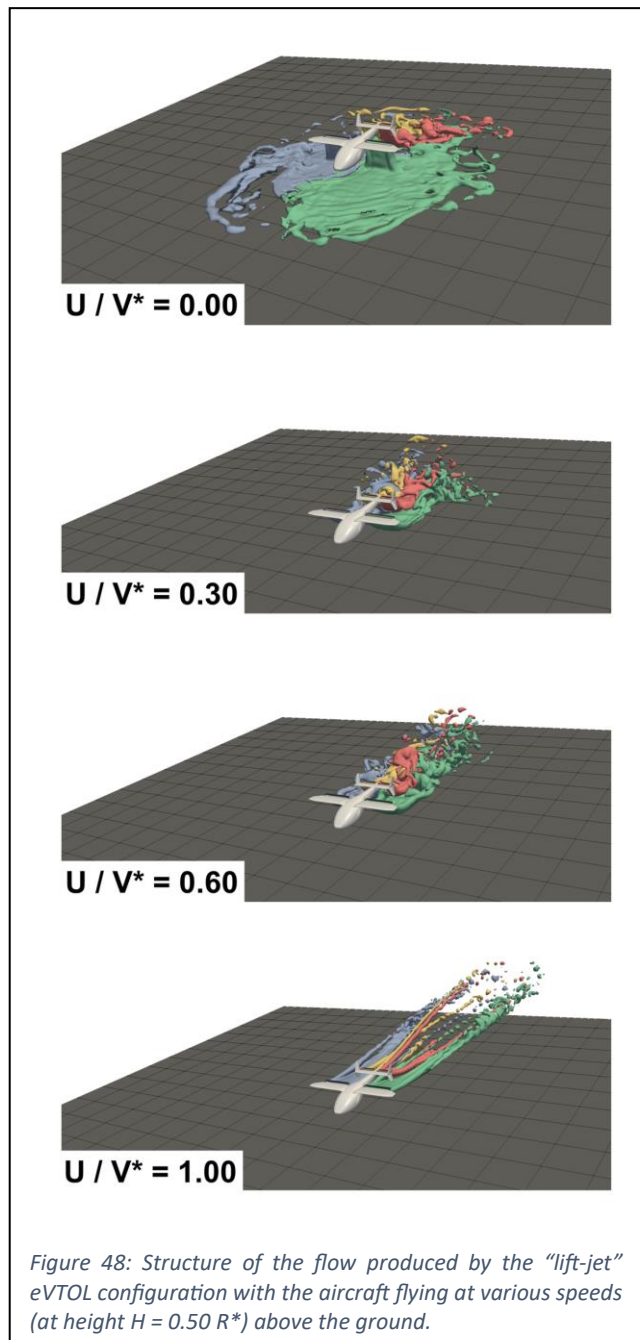 U / V* = 0.00
U / V* = 0.30
U / V* = 0.60
U / V* = 1.00
Figure 48: Structure of the flow produced by the “lift-jet”
eVTOL configuration with the aircraft flying at various speeds
(at height H = 0.50 R*) above the ground.